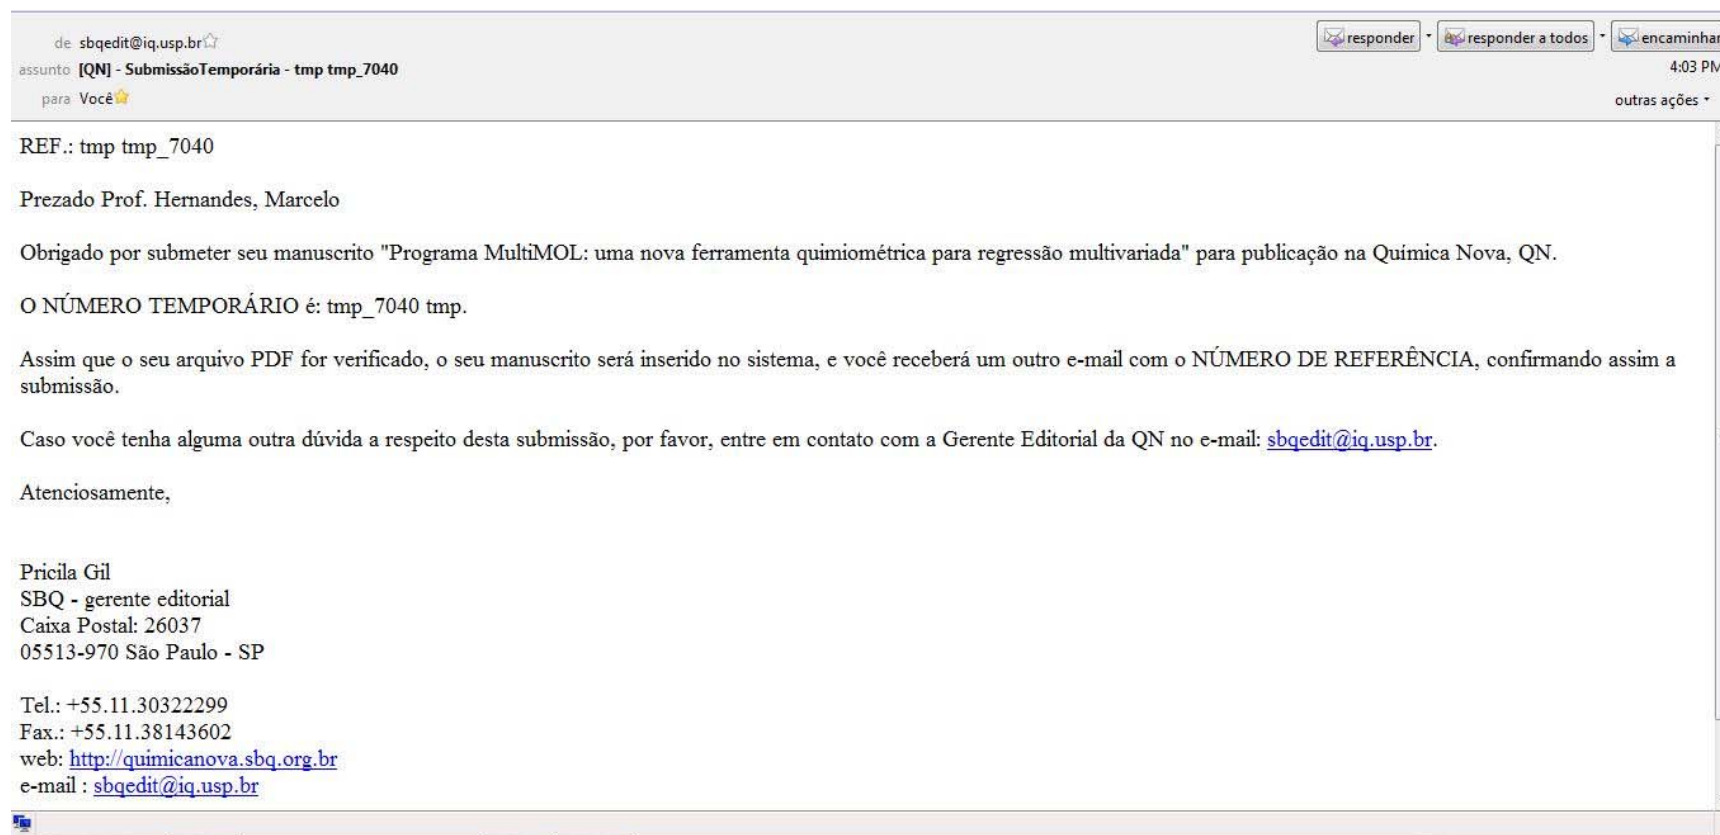 de sbqedit@iq.usp.br
responder
responder a todos
encaminhar
assunto [QN] - SubmissãoTemporária - tmp tmp_7040
4:03 PM
para Você
outras ações
REF.: tmp tmp_7040
Prezado Prof. Hernandes, Marcelo
Obrigado por submeter seu manuscrito "Programa MultiMOL: uma nova ferramenta quimiométrica para regressão multivariada" para publicação na Química Nova, QN.
O NÚMERO TEMPORÁRIO é: tmp_7040 tmp.
Assim que o seu arquivo PDF for verificado, o seu manuscrito será inserido no sistema, e você receberá um outro e-mail com o NÚMERO DE REFERÊNCIA, confirmando assim a
submissão.
Caso você tenha alguma outra dúvida a respeito desta submissão, por favor, entre em contato com a Gerente Editorial da QN no e-mail: sbqedit@iq.usp.br.
Atenciosamente,
Pricila Gil
SBQ - gerente editorial
Caixa Postal: 26037
05513-970 São Paulo - SP
Tel.: +55.11.30322299
Fax.: +55.11.38143602
web: http://quimicanova.sbq.org.br
e-mail : sbqedit@iq.usp.br